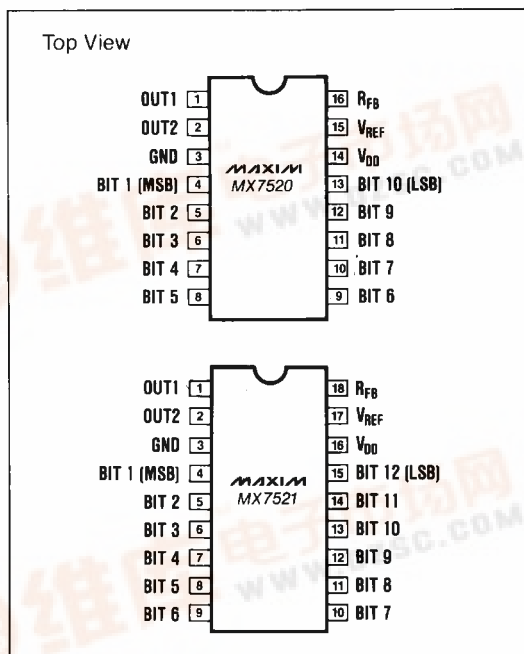 Top View
OUT1 1 16 RFB
OUT2 2 15 VREF
GND 3 14 VDD
BIT 1 (MSB) 4 MAXIM 13 BIT 10 (LSB)
MX7520
BIT 2 5 12 BIT 9
BIT 3 6 11 BIT 8
BIT 4 7 10 BIT 7
BIT 5 8 9 BIT 6
OUT1 1 18 RFB
OUT2 2 17 VREF
GND 3 16 VDD
BIT 1 (MSB) 4 MAXIM 15 BIT 12 (LSB)
MX7521
BIT 2 5 14 BIT 11
BIT 3 6 13 BIT 10
BIT 4 7 12 BIT 9
BIT 5 8 11 BIT 8
BIT 6 9 10 BIT 7